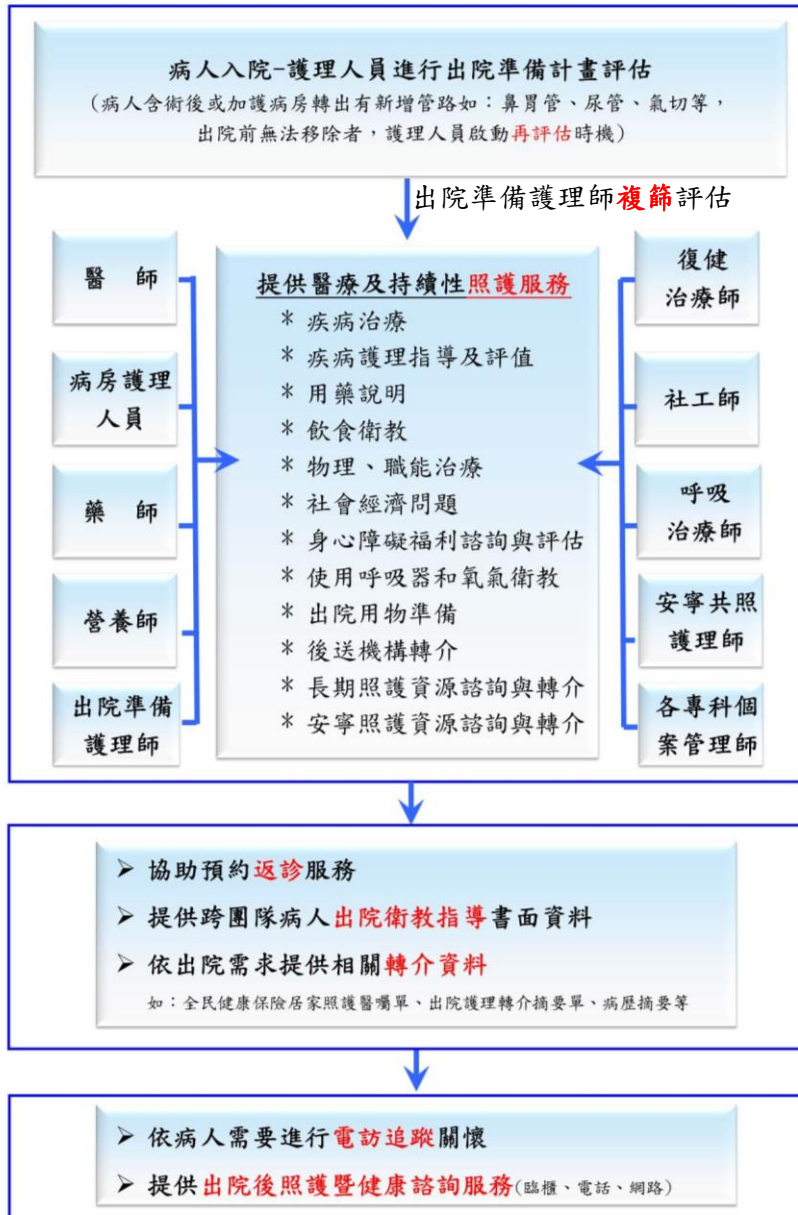 病人入院-護理人員進行出院準備計畫評估
(病人含術後或加護病房轉出有新增管路如：鼻胃管、尿管、氣切等，
出院前無法移除者，護理人員啟動再評估時機)
出院準備護理師複篩評估
醫　師
病房護理
人員
藥　師
營養師
出院準備
護理師
提供醫療及持續性照護服務
* 疾病治療
* 疾病護理指導及評值
* 用藥說明
* 飲食衛教
* 物理、職能治療
* 社會經濟問題
* 身心障礙福利諮詢與評估
* 使用呼吸器和氧氣衛教
* 出院用物準備
* 後送機構轉介
* 長期照護資源諮詢與轉介
* 安寧照護資源諮詢與轉介
復健
治療師
社工師
呼吸
治療師
安寧共照
護理師
各專科個
案管理師
➢ 協助預約返診服務
➢ 提供跨團隊病人出院衛教指導書面資料
➢ 依出院需求提供相關轉介資料
如：全民健康保險居家照護醫囑單、出院護理轉介摘要單、病歷摘要等
➢ 依病人需要進行電訪追蹤關懷
➢ 提供出院後照護暨健康諮詢服務(臨櫃、電話、網路)